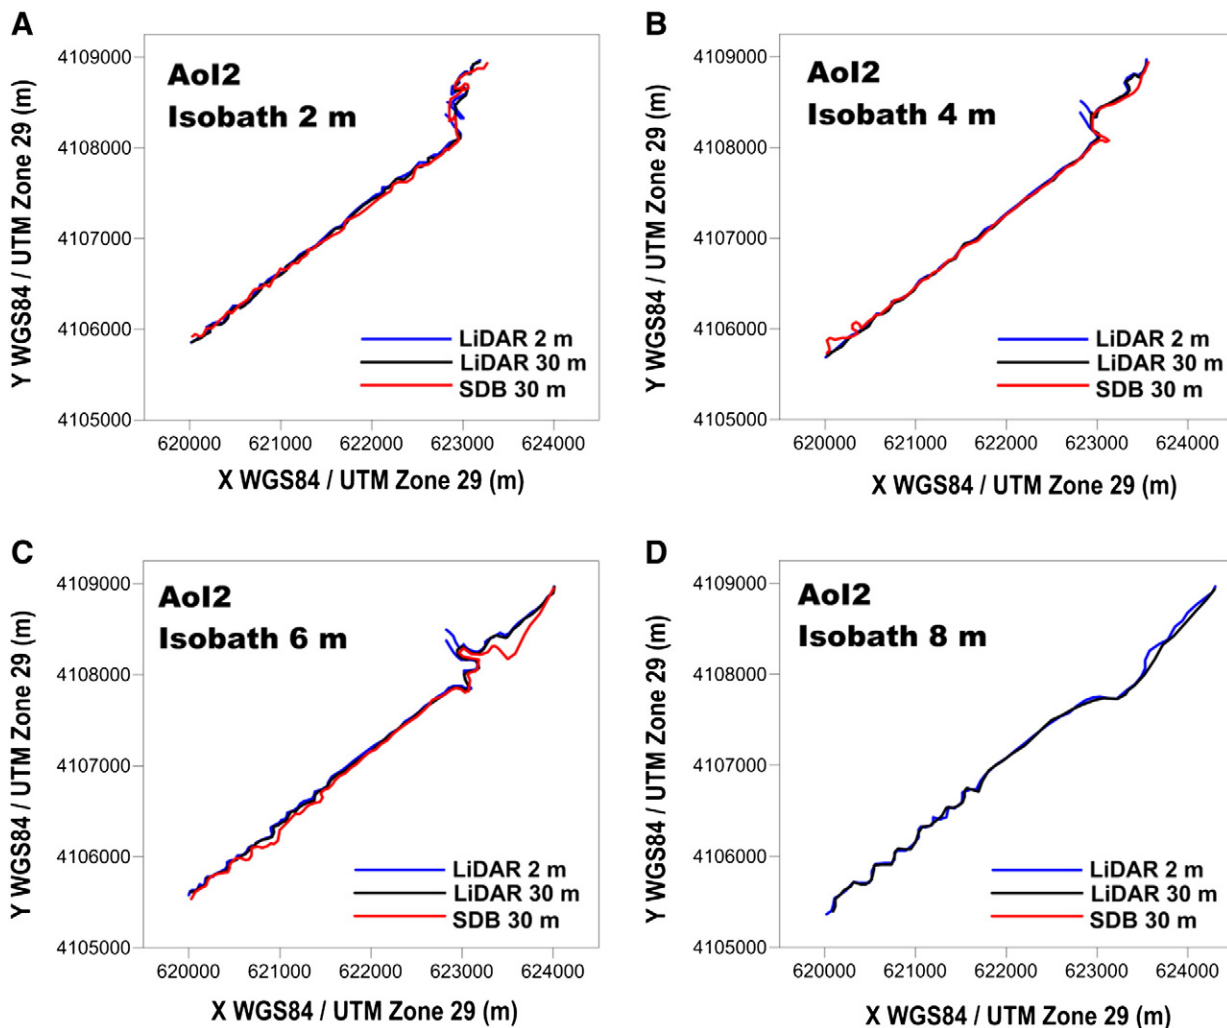 A
AoI2
Isobath 2 m
Y WGS84 / UTM Zone 29 (m)
4109000
4108000
4107000
4106000
4105000
LiDAR 2 m
LiDAR 30 m
SDB 30 m
620000 621000 622000 623000 624000
X WGS84 / UTM Zone 29 (m)
B
AoI2
Isobath 4 m
Y WGS84 / UTM Zone 29 (m)
4109000
4108000
4107000
4106000
4105000
LiDAR 2 m
LiDAR 30 m
SDB 30 m
620000 621000 622000 623000 624000
X WGS84 / UTM Zone 29 (m)
C
AoI2
Isobath 6 m
Y WGS84 / UTM Zone 29 (m)
4109000
4108000
4107000
4106000
4105000
LiDAR 2 m
LiDAR 30 m
SDB 30 m
620000 621000 622000 623000 624000
X WGS84 / UTM Zone 29 (m)
D
AoI2
Isobath 8 m
Y WGS84 / UTM Zone 29 (m)
4109000
4108000
4107000
4106000
4105000
LiDAR 2 m
LiDAR 30 m
SDB 30 m
620000 621000 622000 623000 624000
X WGS84 / UTM Zone 29 (m)